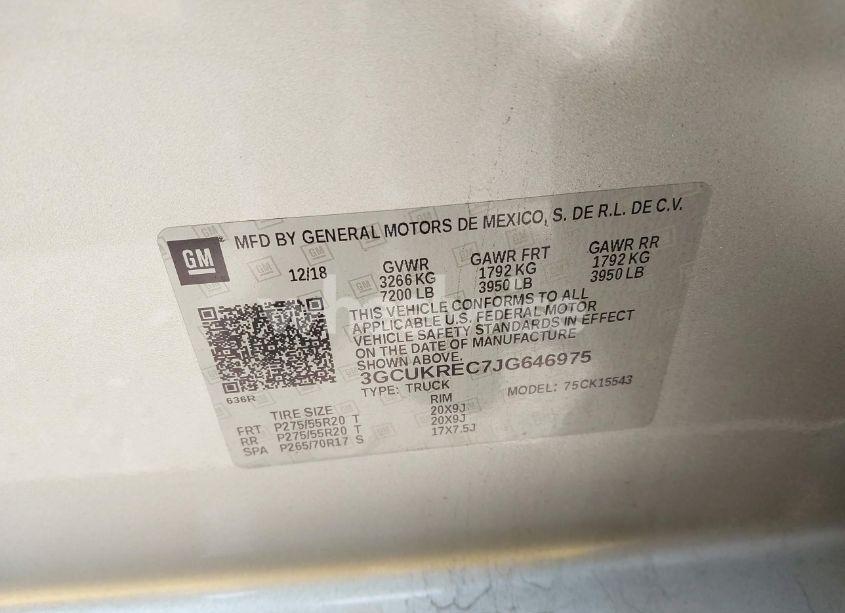 GM
MFD BY GENERAL MOTORS DE MEXICO, S. DE R.L. DE C.V.
12/18 GVWR GAWR FRT GAWR RR
3266 KG 1792 KG 1792 KG
7200 LB 3950 LB 3950 LB
THIS VEHICLE CONFORMS TO ALL
APPLICABLE U.S. FEDERAL MOTOR
VEHICLE SAFETY STANDARDS IN EFFECT
ON THE DATE OF MANUFACTURE
SHOWN ABOVE.
3GCUKREC7JG646975
TYPE: TRUCK MODEL: 75CK15543
636R
TIRE SIZE RIM
FRT P275/55R20 T 20X9J
RR P275/55R20 T 20X9J
SPA P265/70R17 S 17X7.5J